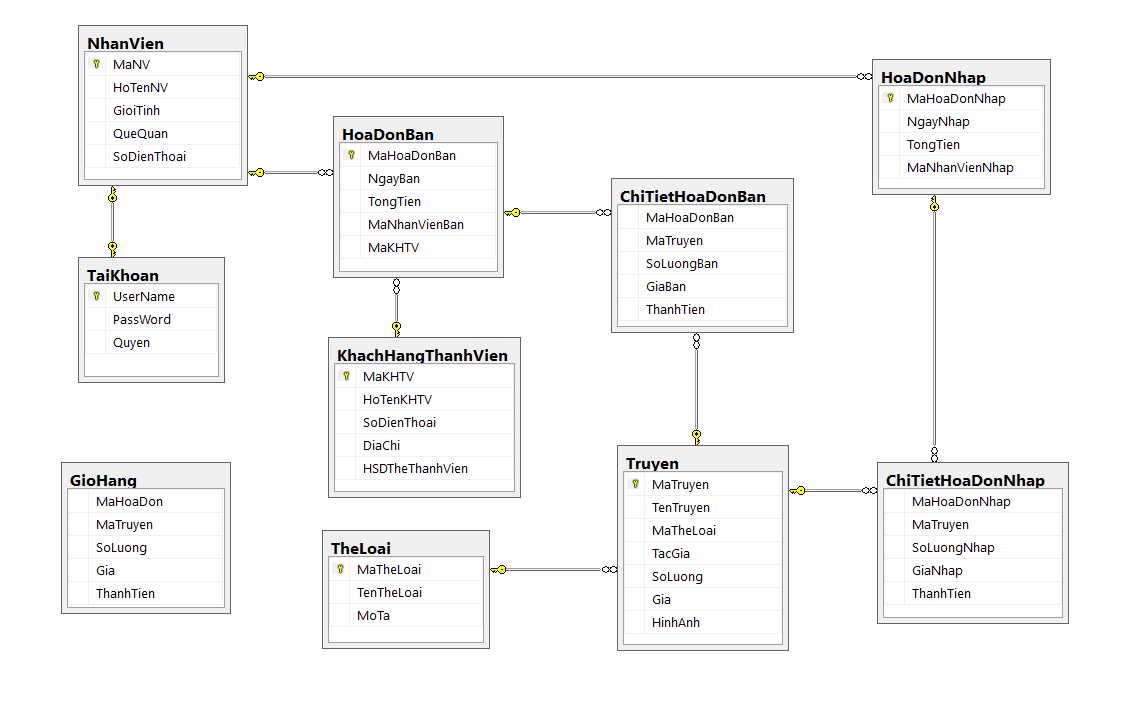 NhanVien
MaNV
HoTenNV
GioiTinh
QueQuan
SoDienThoai
HoaDonNhap
MaHoaDonNhap
NgayNhap
TongTien
MaNhanVienNhap
HoaDonBan
MaHoaDonBan
NgayBan
TongTien
MaNhanVienBan
MaKHTV
ChiTietHoaDonBan
MaHoaDonBan
MaTruyen
SoLuongBan
GiaBan
ThanhTien
TaiKhoan
UserName
PassWord
Quyen
KhachHangThanhVien
MaKHTV
HoTenKHTV
SoDienThoai
DiaChi
HSDTheThanhVien
GioHang
MaHoaDon
MaTruyen
SoLuong
Gia
ThanhTien
TheLoai
MaTheLoai
TenTheLoai
MoTa
Truyen
MaTruyen
TenTruyen
MaTheLoai
TacGia
SoLuong
Gia
HinhAnh
ChiTietHoaDonNhap
MaHoaDonNhap
MaTruyen
SoLuongNhap
GiaNhap
ThanhTien